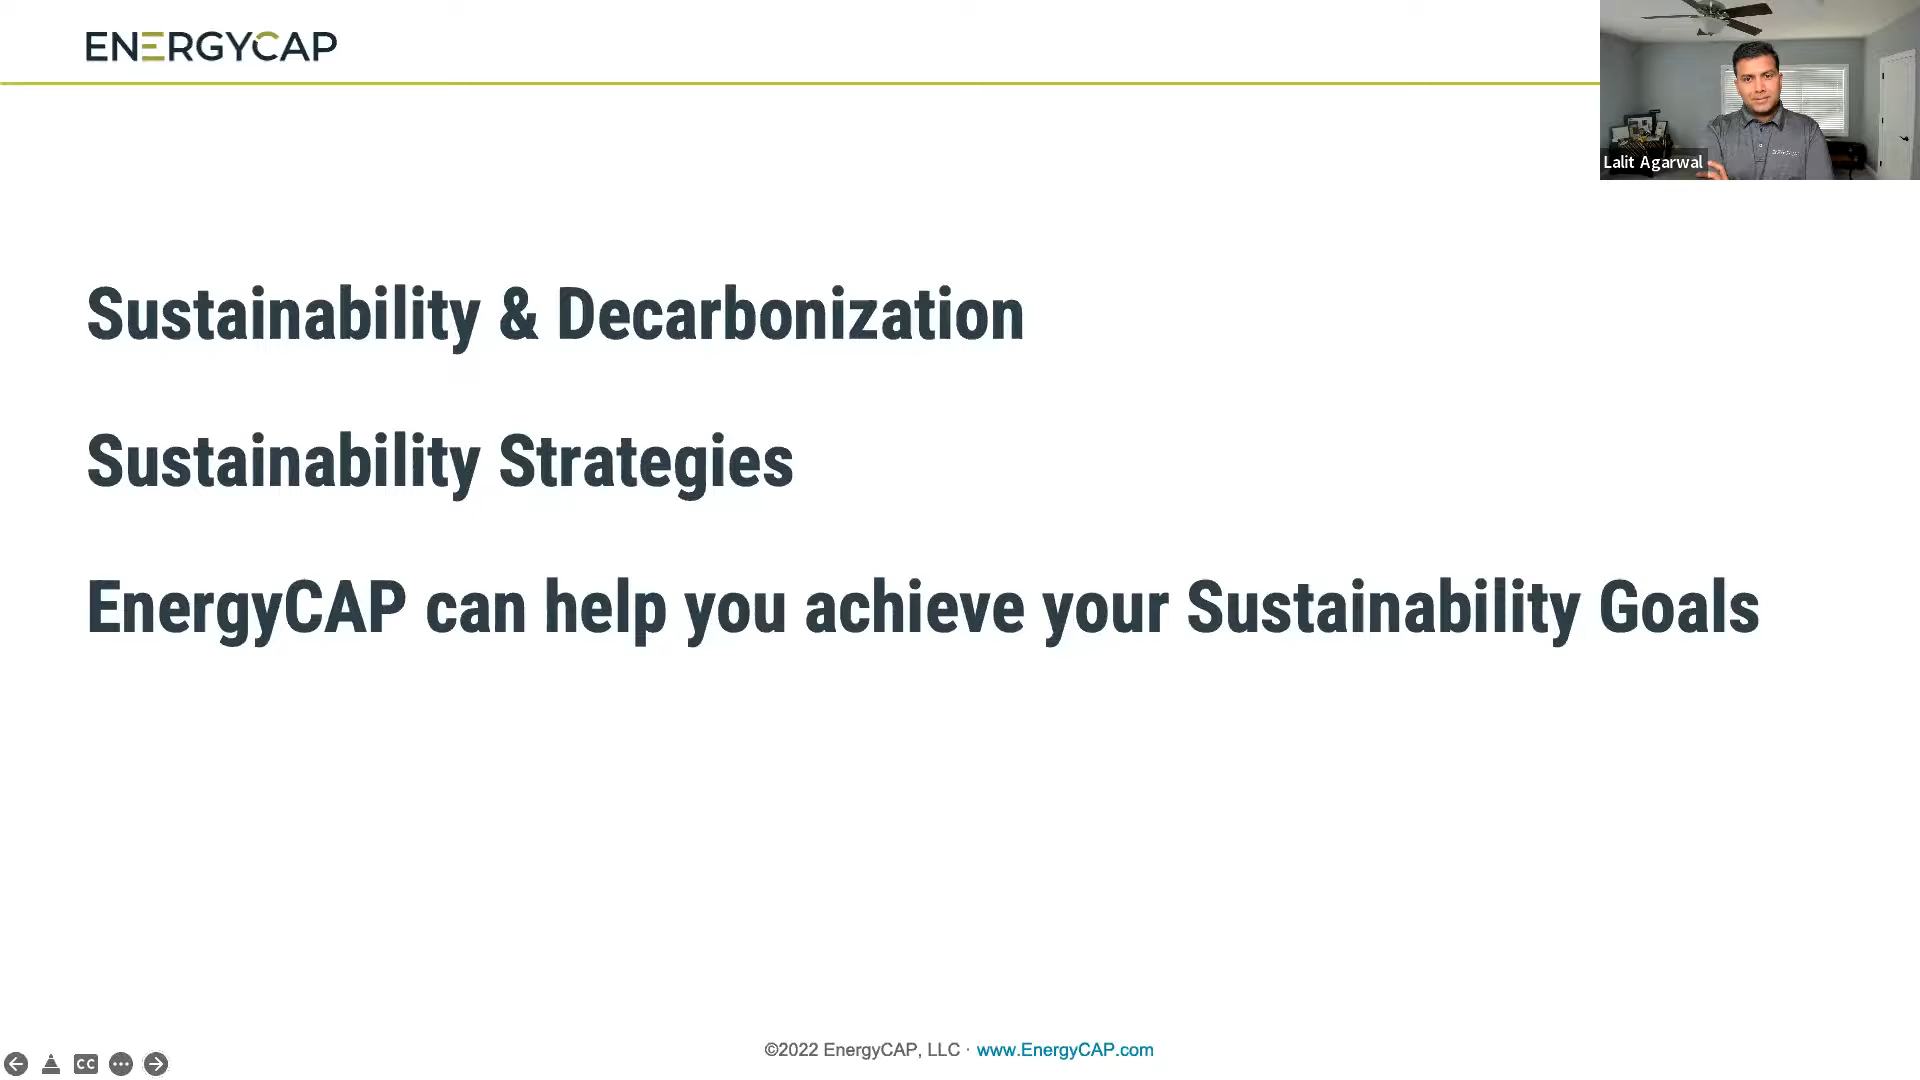 ENERGYCAP
Lalit Agarwal
Sustainability & Decarbonization
Sustainability Strategies
EnergyCAP can help you achieve your Sustainability Goals
©2022 EnergyCAP, LLC · www.EnergyCAP.com
CC